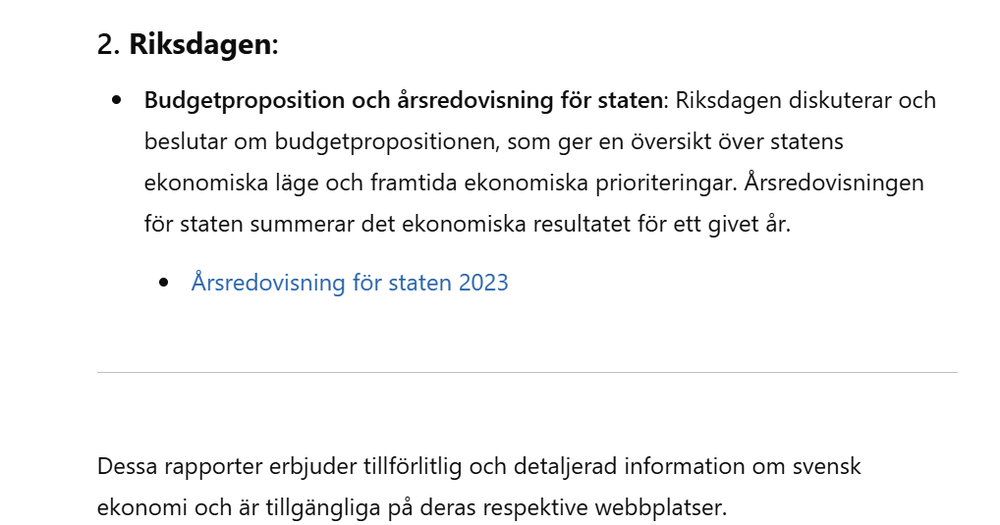 2. Riksdagen:
• Budgetproposition och årsredovisning för staten: Riksdagen diskuterar och
beslutar om budgetpropositionen, som ger en översikt över statens
ekonomiska läge och framtida ekonomiska prioriteringar. Årsredovisningen
för staten summerar det ekonomiska resultatet för ett givet år.
• Årsredovisning för staten 2023
Dessa rapporter erbjuder tillförlitlig och detaljerad information om svensk
ekonomi och är tillgängliga på deras respektive webbplatser.